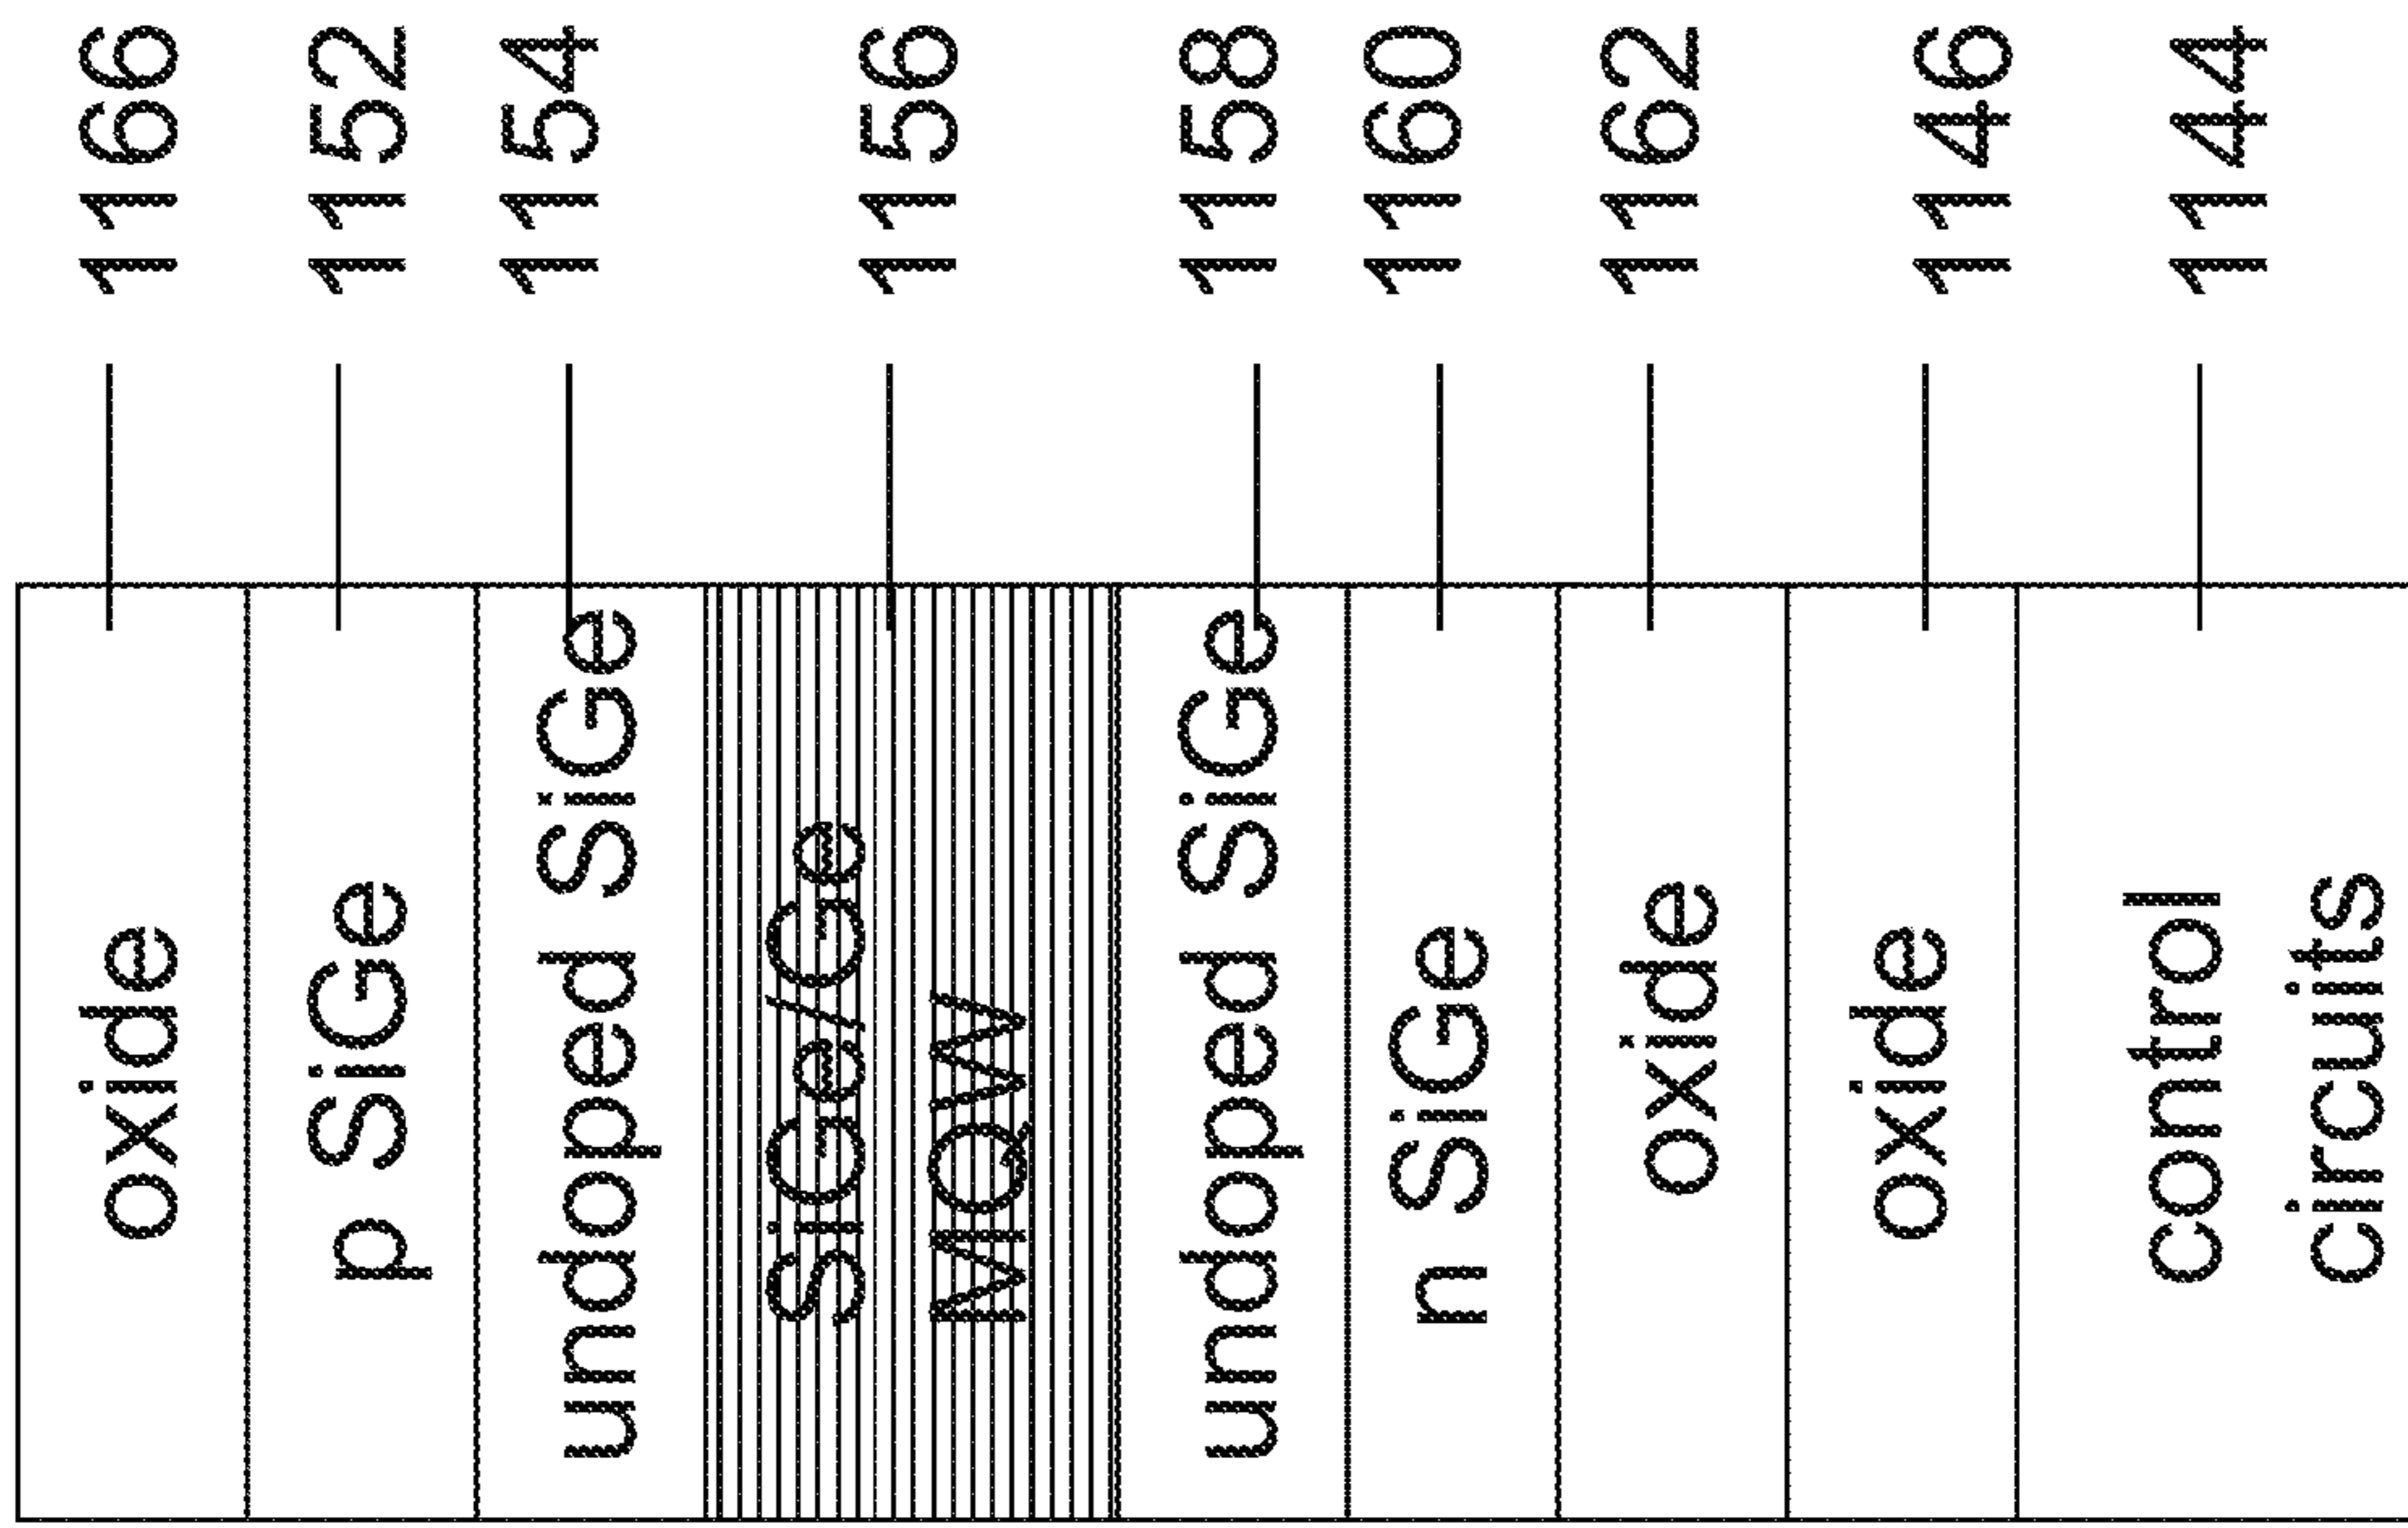 oxide 1166
p SiGe 1152
undoped SiGe 1154
SiGe/Ge 1156
MQW
undoped SiGe 1158
n SiGe 1160
oxide 1162
oxide 1146
control 1144
circuits